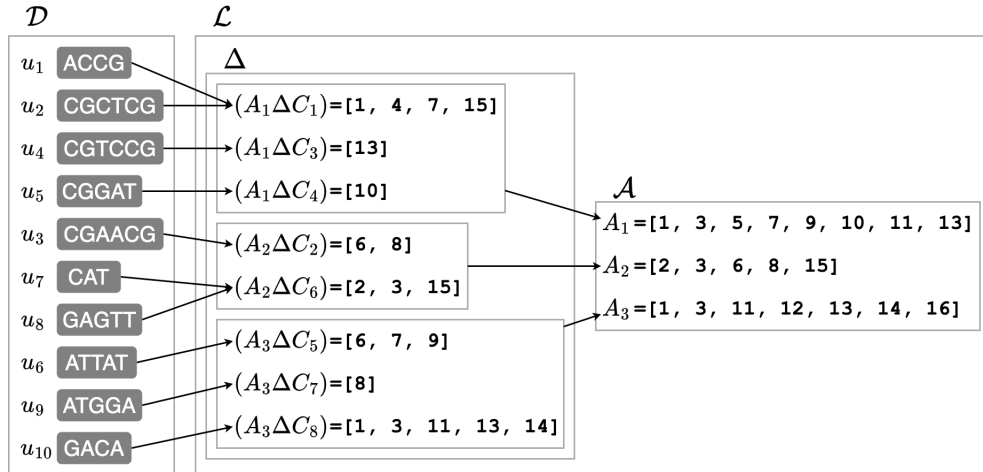 𝒟 ℒ
Δ
u₁ ACCG
u₂ CGCTCG (A₁ΔC₁)=[1, 4, 7, 15]
u₄ CGTCCG (A₁ΔC₃)=[13]
u₅ CGGAT (A₁ΔC₄)=[10]
u₃ CGAACG (A₂ΔC₂)=[6, 8]
u₇ CAT (A₂ΔC₆)=[2, 3, 15]
u₈ GAGTT
u₆ ATTAT (A₃ΔC₅)=[6, 7, 9]
u₉ ATGGA (A₃ΔC₇)=[8]
u₁₀ GACA (A₃ΔC₈)=[1, 3, 11, 13, 14]
𝒜
A₁=[1, 3, 5, 7, 9, 10, 11, 13]
A₂=[2, 3, 6, 8, 15]
A₃=[1, 3, 11, 12, 13, 14, 16]